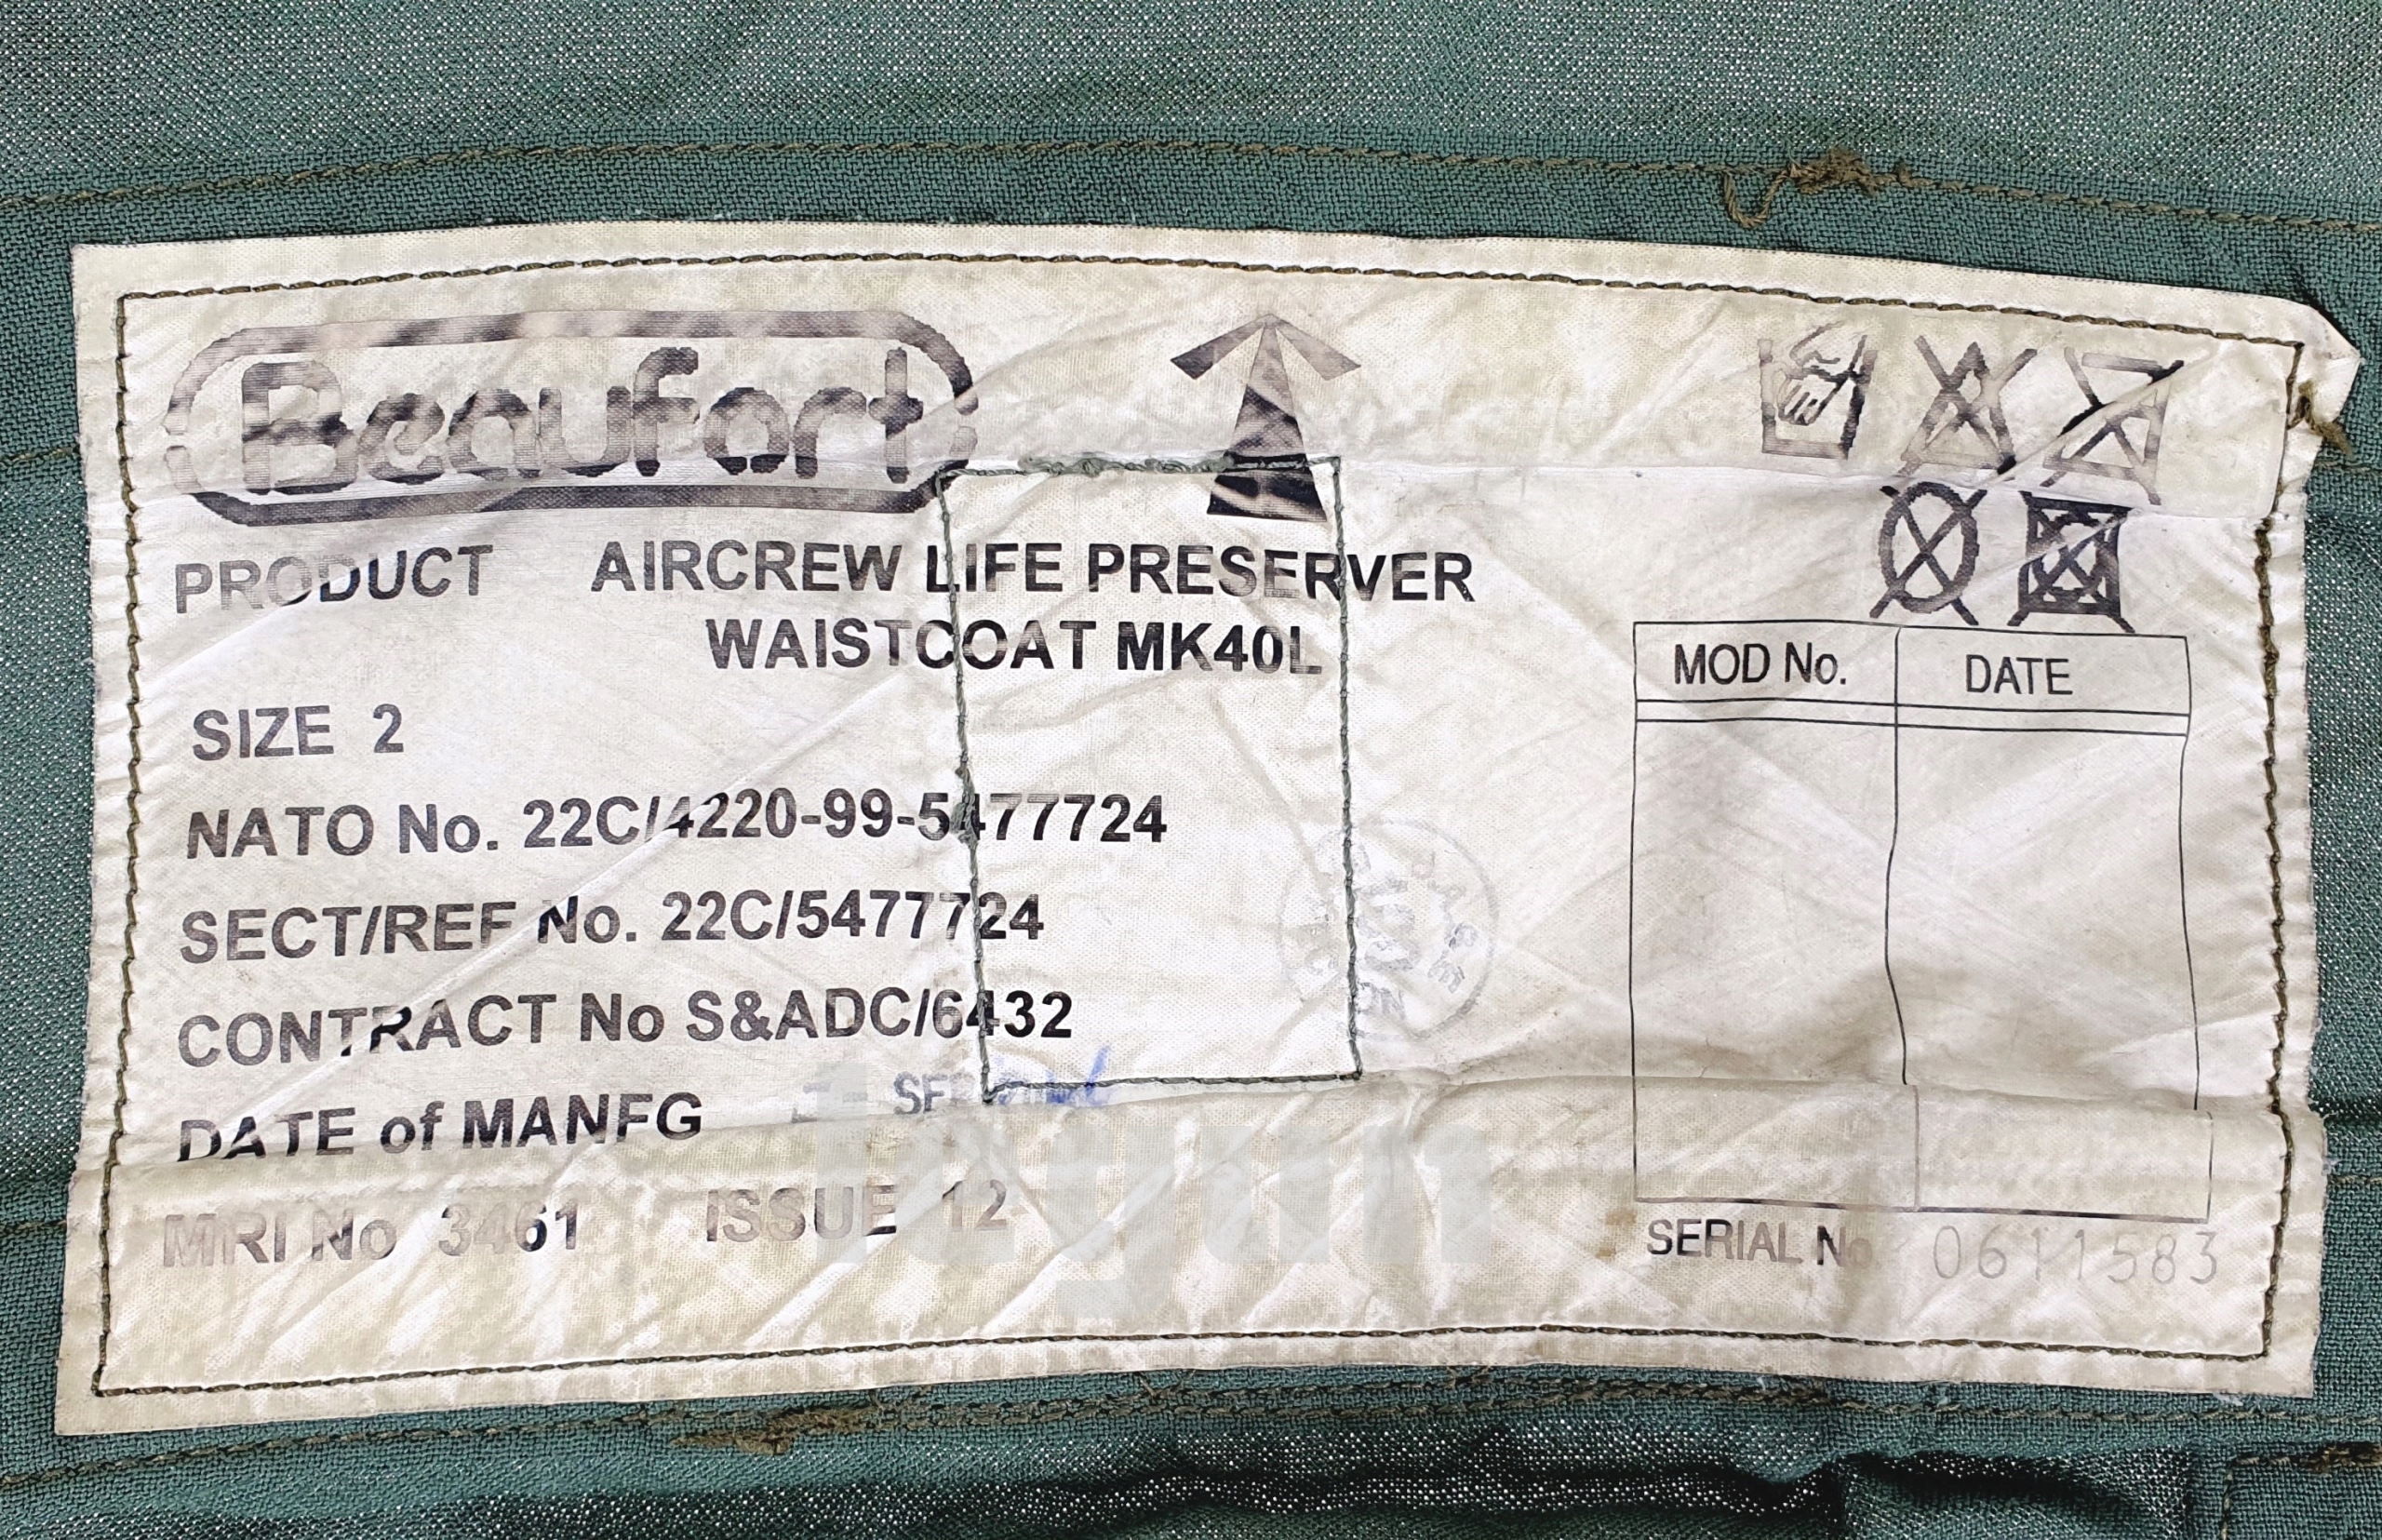 Beaufort
PRODUCT AIRCREW LIFE PRESERVER
WAISTCOAT MK40L
SIZE 2
NATO No. 22C/4220-99-5477724
SECT/REF No. 22C/5477724
CONTRACT No S&ADC/6432
DATE of MANFG
MRI No 3461 ISSUE 12
MOD No. DATE
SERIAL No 0611583